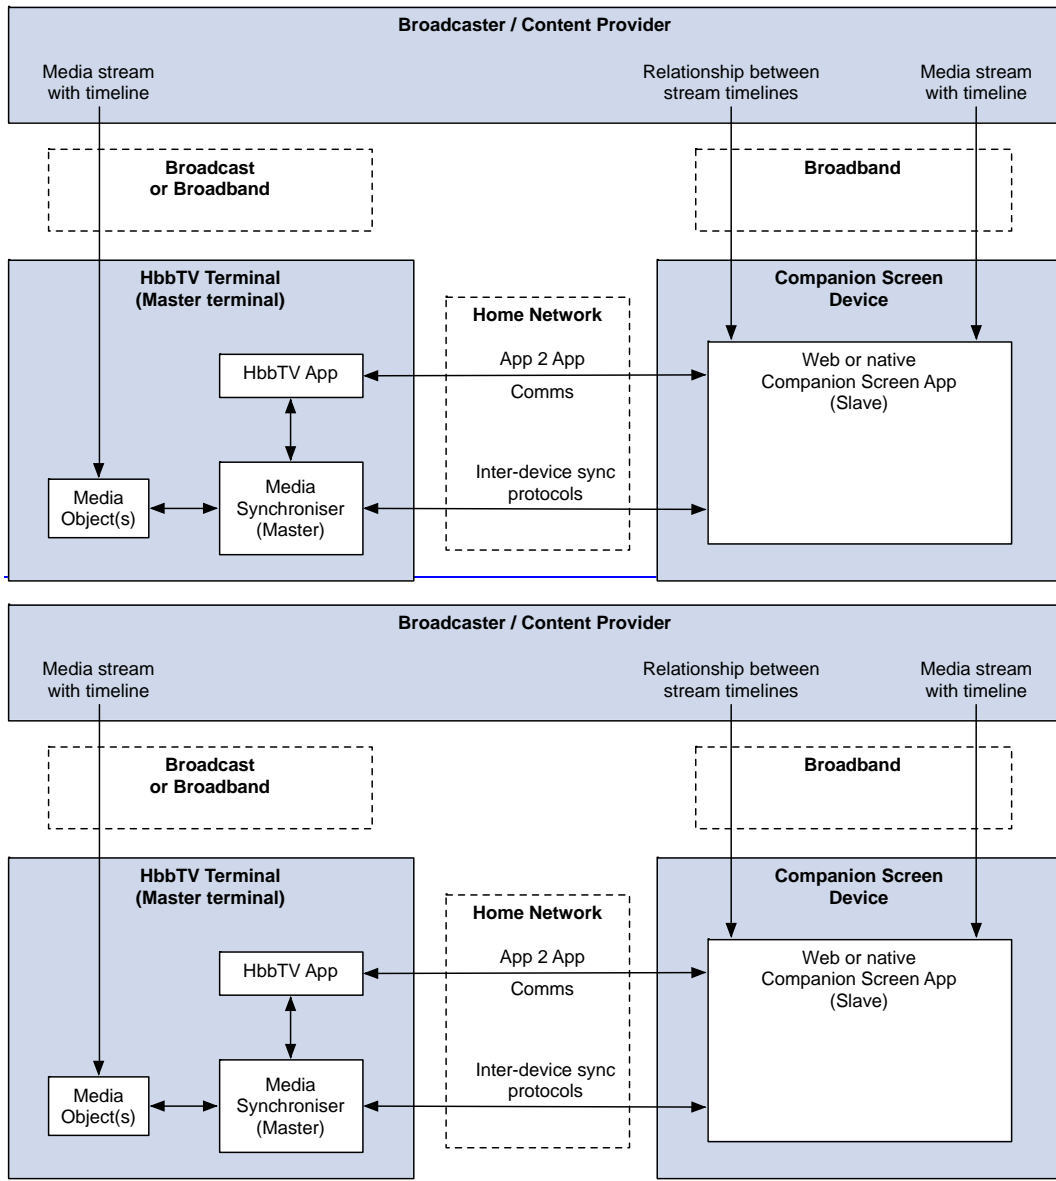 Broadcaster / Content Provider
Media stream
with timeline
Relationship between
stream timelines
Media stream
with timeline
Broadcast
or Broadband
Broadband
HbbTV Terminal
(Master terminal)
Companion Screen
Device
Home Network
App 2 App
Comms
HbbTV App
Web or native
Companion Screen App
(Slave)
Inter-device sync
protocols
Media
Object(s)
Media
Synchroniser
(Master)
Broadcaster / Content Provider
Media stream
with timeline
Relationship between
stream timelines
Media stream
with timeline
Broadcast
or Broadband
Broadband
HbbTV Terminal
(Master terminal)
Companion Screen
Device
Home Network
App 2 App
Comms
HbbTV App
Web or native
Companion Screen App
(Slave)
Inter-device sync
protocols
Media
Object(s)
Media
Synchroniser
(Master)